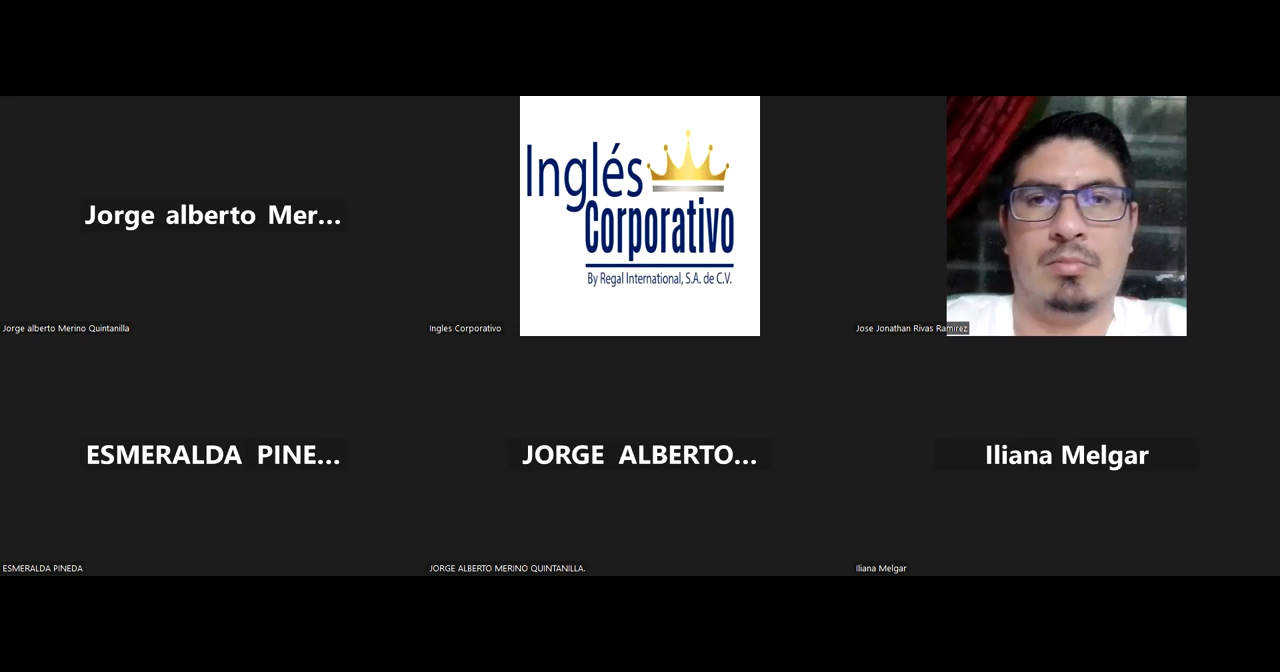 Jorge alberto Mer...
Jorge alberto Merino Quintanilla
Inglés
Corporativo
By Regal International, S.A. de C.V.
Ingles Corporativo
Jose Jonathan Rivas Ramirez
ESMERALDA PINE...
ESMERALDA PINEDA
JORGE ALBERTO...
JORGE ALBERTO MERINO QUINTANILLA.
Iliana Melgar
Iliana Melgar